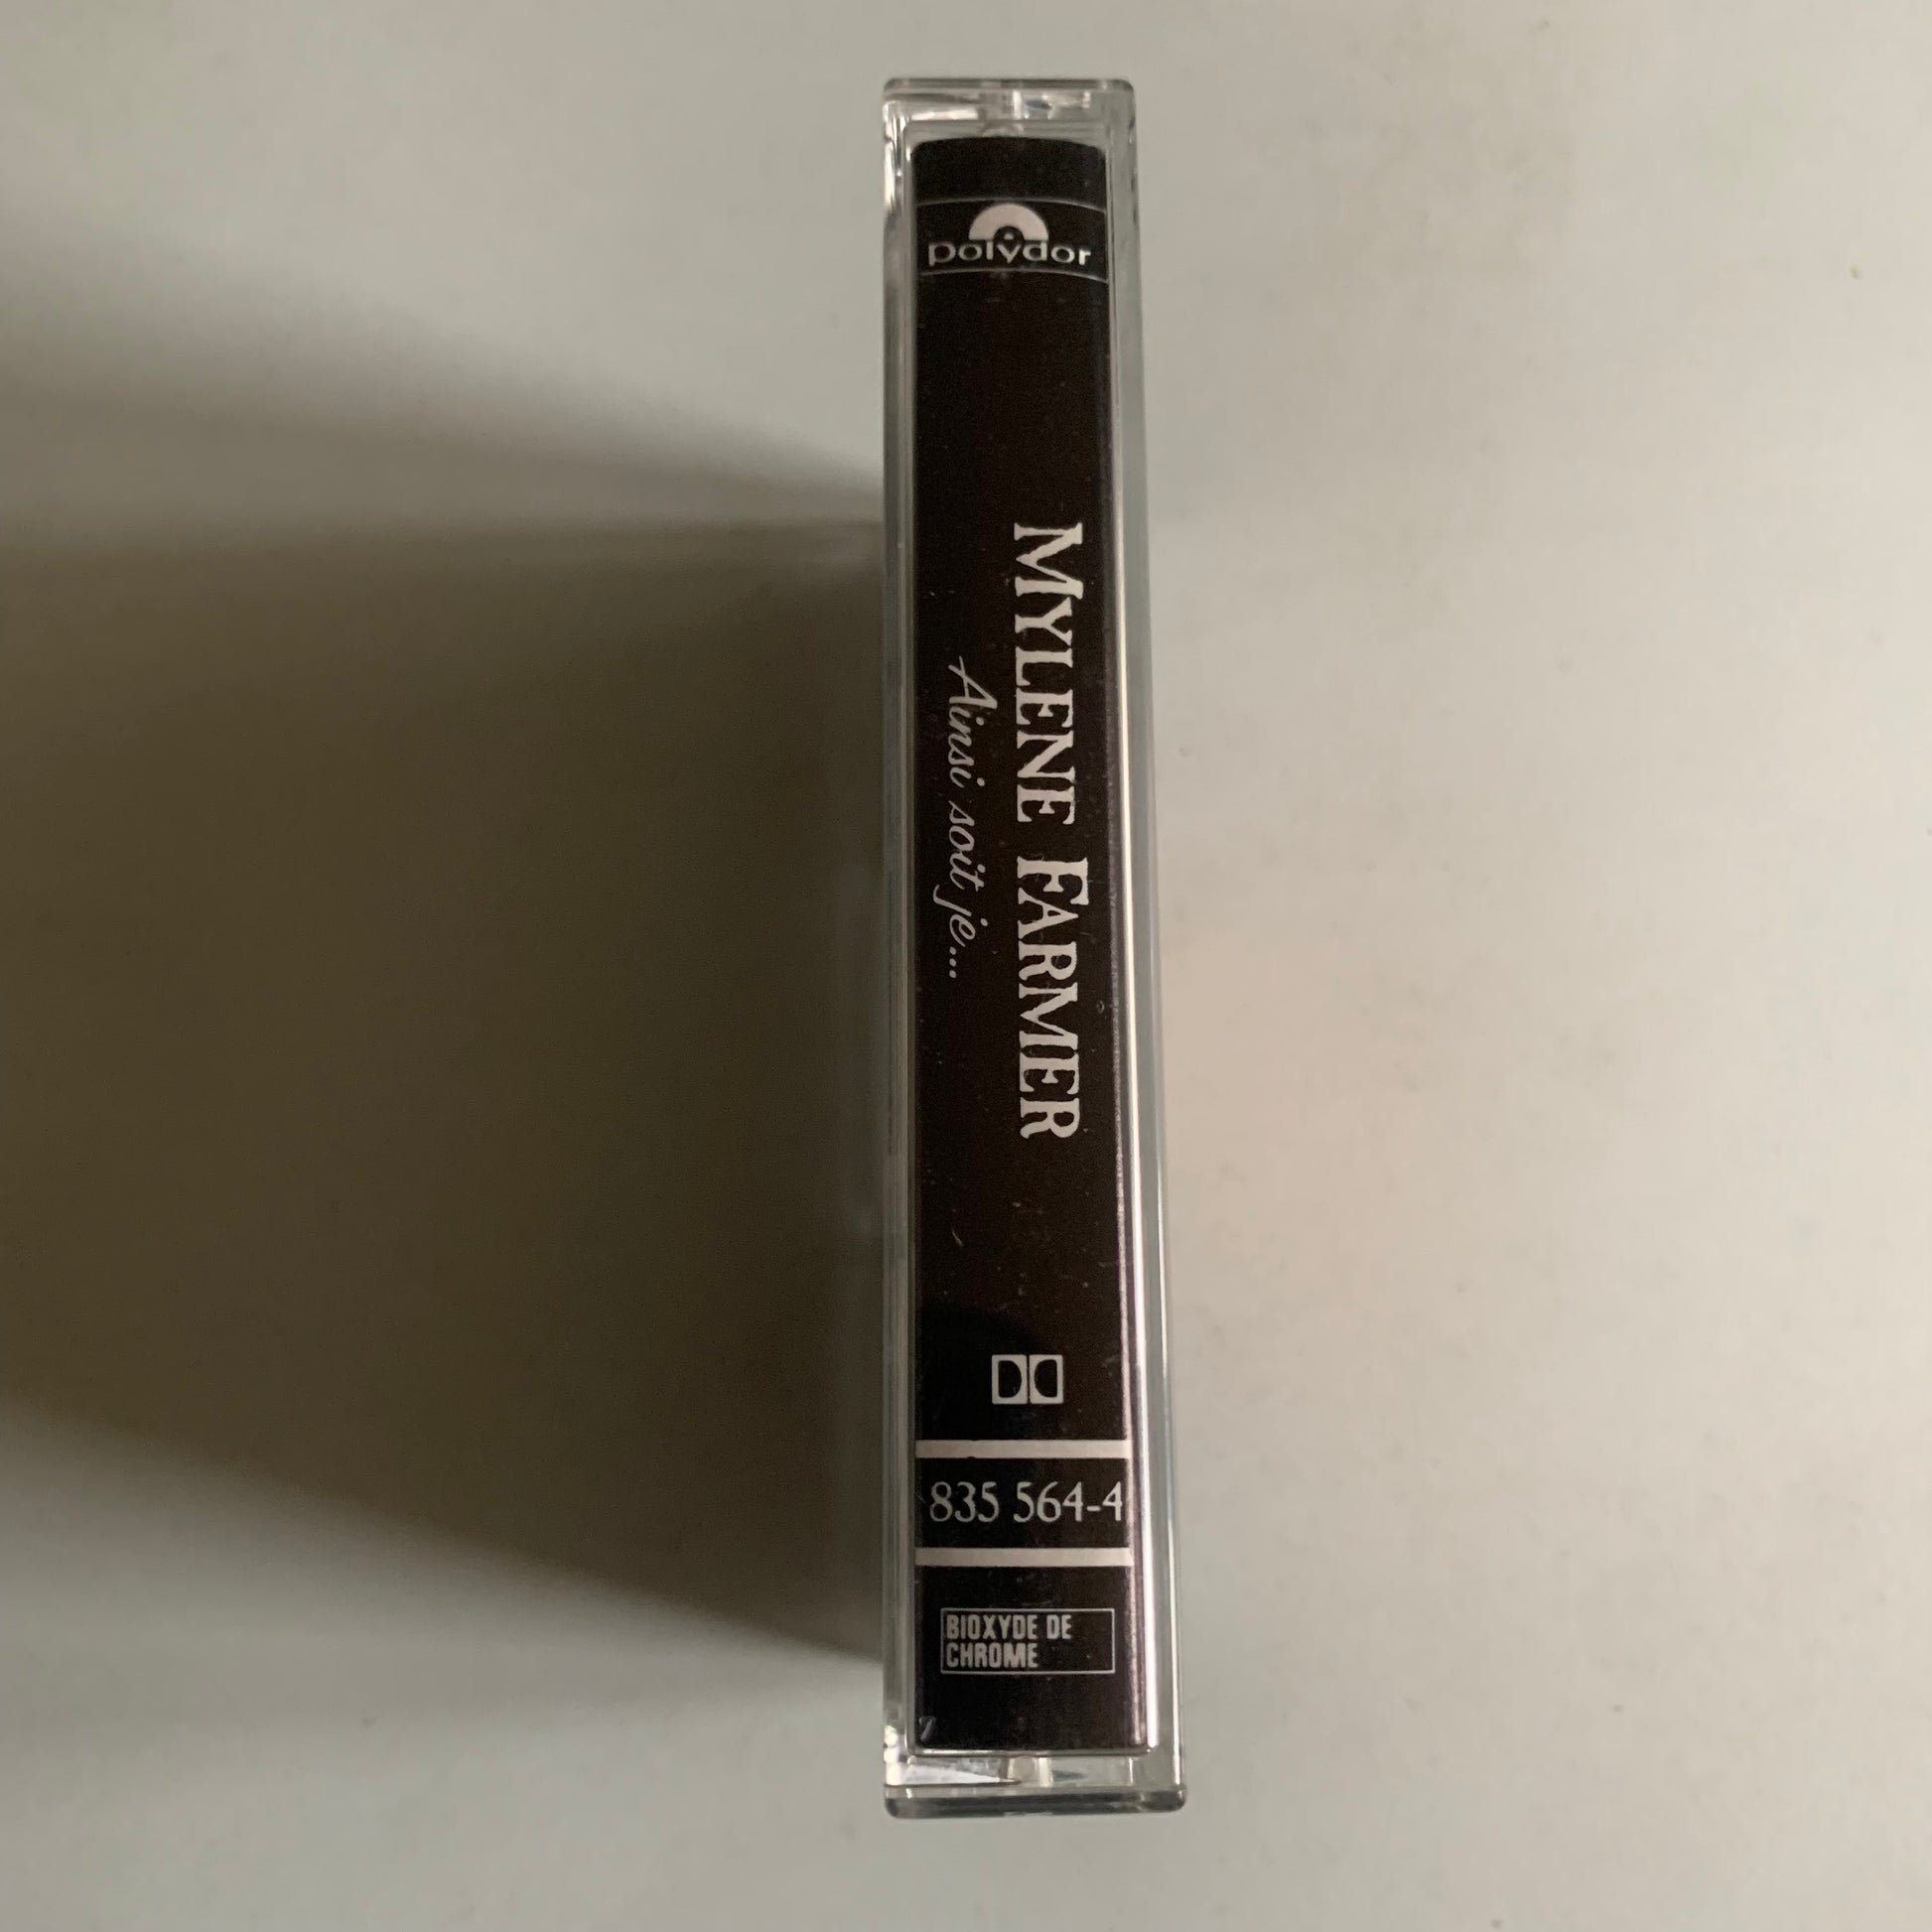 polydor
MYLENE FARMER
Ainsi soit je...
835 564-4
BIOXYDE DE
CHROME